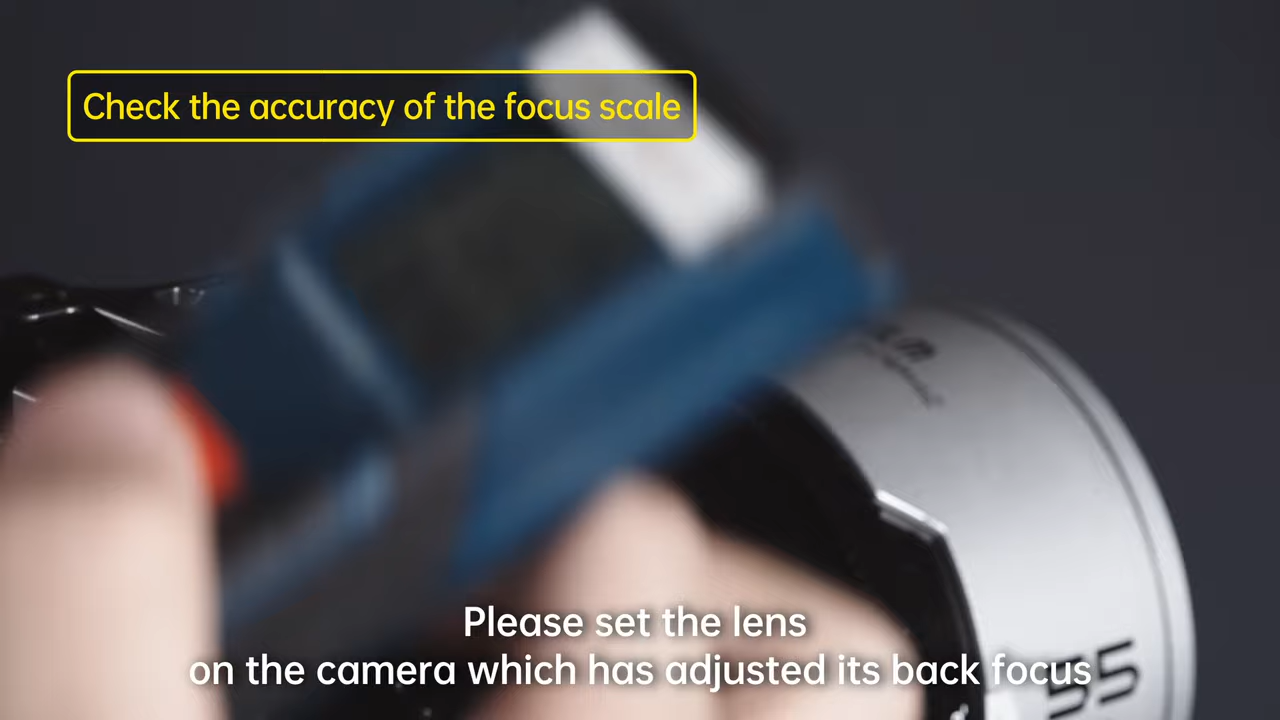 Check the accuracy of the focus scale
Please set the lens
on the camera which has adjusted its back focus
55